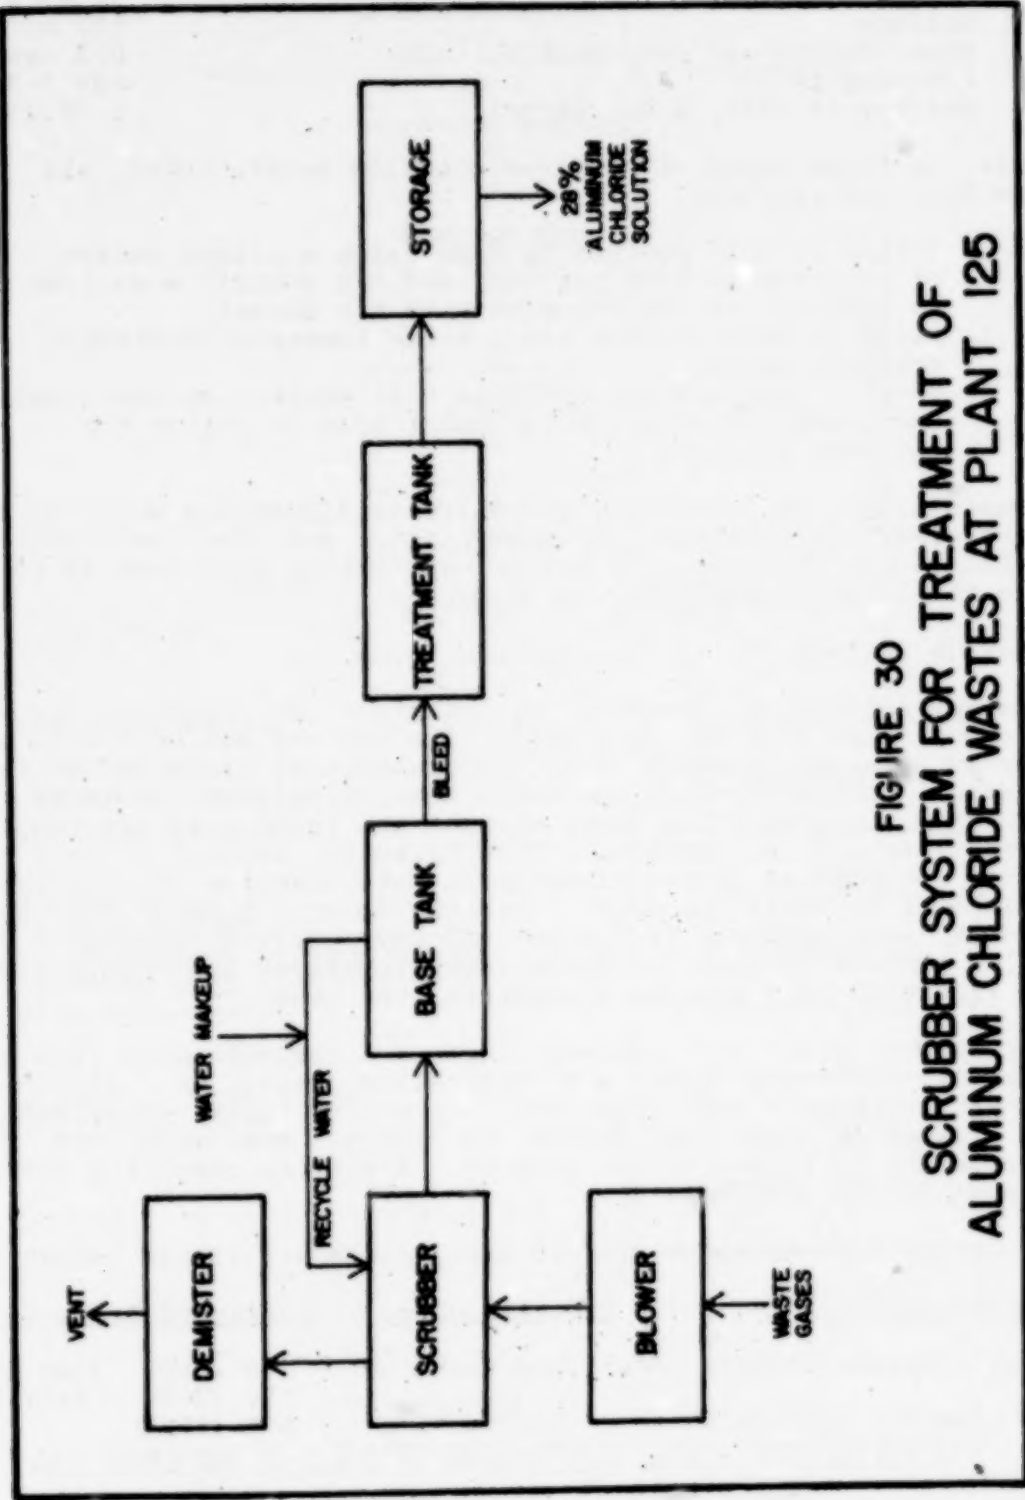 VENT
DEMISTER
WATER MAKEUP
RECYCLE WATER
SCRUBBER
BASE TANK
BLEED
TREATMENT TANK
STORAGE
28%
ALUMINUM
CHLORIDE
SOLUTION
BLOWER
WASTE
GASES
FIGURE 30
SCRUBBER SYSTEM FOR TREATMENT OF
ALUMINUM CHLORIDE WASTES AT PLANT 125